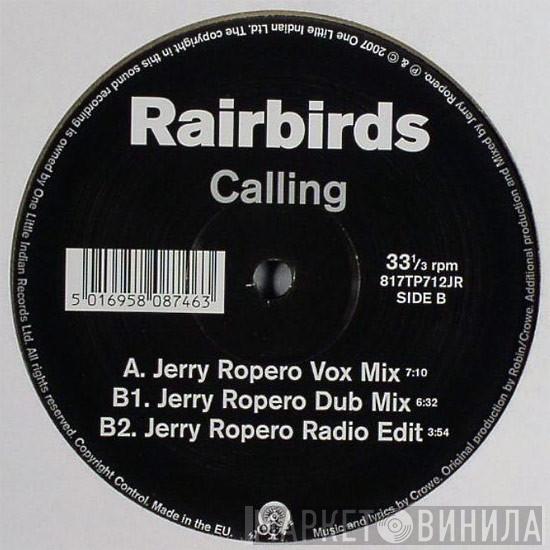 Rairbirds
Calling
5 016958 087463
33 1/3 rpm
817TP712JR
SIDE B
A. Jerry Ropero Vox Mix 7:10
B1. Jerry Ropero Dub Mix 6:32
B2. Jerry Ropero Radio Edit 3:54
Music and lyrics by Crowe. Original production by Robin/Crowe. Additional production and Mixed by Jerry Ropero. ℗ & © 2007 One Little Indian Ltd. The copyright in this sound recording is owned by One Little Indian Records Ltd. All rights reserved. Copyright Control. Made in the EU.
МАРКЕТ ВИНИЛА